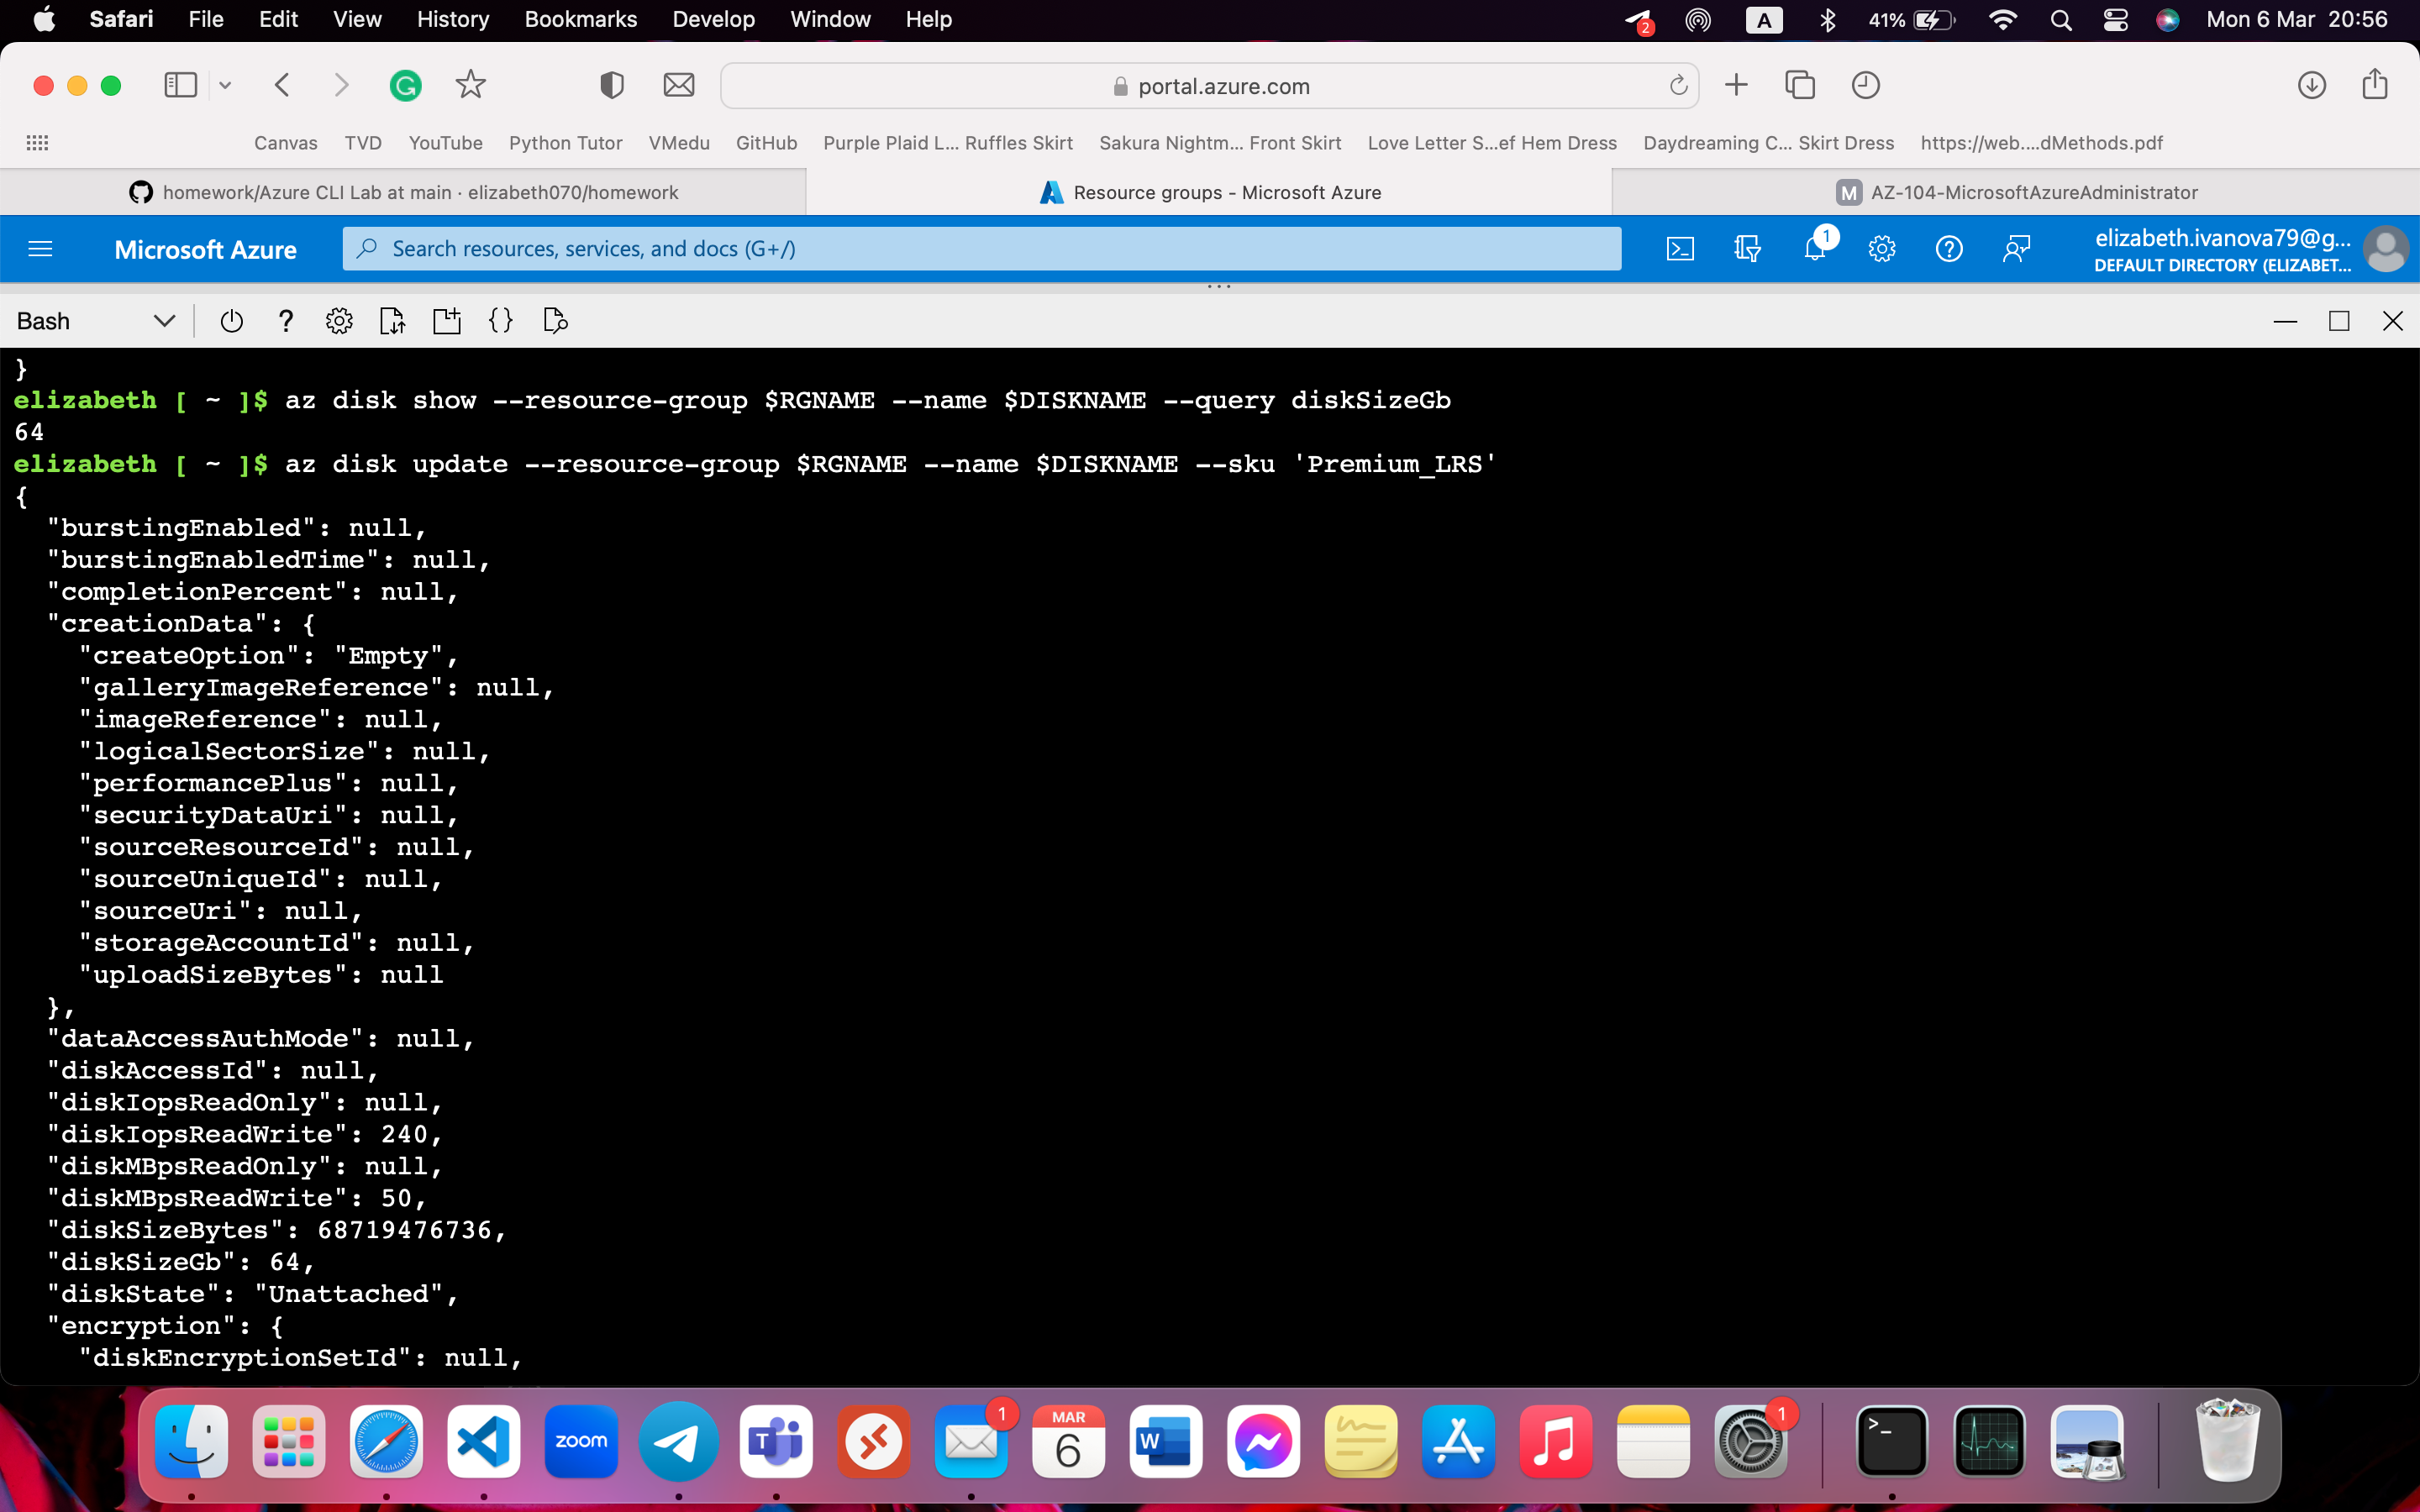 Safari File Edit View History Bookmarks Develop Window Help 2 A 41% Mon 6 Mar 20:56
portal.azure.com
Canvas TVD YouTube Python Tutor VMedu GitHub Purple Plaid L... Ruffles Skirt Sakura Nightm... Front Skirt Love Letter S...ef Hem Dress Daydreaming C... Skirt Dress https://web....dMethods.pdf
homework/Azure CLI Lab at main · elizabeth070/homework Resource groups - Microsoft Azure M AZ-104-MicrosoftAzureAdministrator
Microsoft Azure Search resources, services, and docs (G+/) 1 elizabeth.ivanova79@g...
DEFAULT DIRECTORY (ELIZABET...
Bash
}
elizabeth [ ~ ]$ az disk show --resource-group $RGNAME --name $DISKNAME --query diskSizeGb
64
elizabeth [ ~ ]$ az disk update --resource-group $RGNAME --name $DISKNAME --sku 'Premium_LRS'
{
"burstingEnabled": null,
"burstingEnabledTime": null,
"completionPercent": null,
"creationData": {
"createOption": "Empty",
"galleryImageReference": null,
"imageReference": null,
"logicalSectorSize": null,
"performancePlus": null,
"securityDataUri": null,
"sourceResourceId": null,
"sourceUniqueId": null,
"sourceUri": null,
"storageAccountId": null,
"uploadSizeBytes": null
},
"dataAccessAuthMode": null,
"diskAccessId": null,
"diskIopsReadOnly": null,
"diskIopsReadWrite": 240,
"diskMBpsReadOnly": null,
"diskMBpsReadWrite": 50,
"diskSizeBytes": 68719476736,
"diskSizeGb": 64,
"diskState": "Unattached",
"encryption": {
"diskEncryptionSetId": null,
zoom T 1 MAR 6 W 1 >_